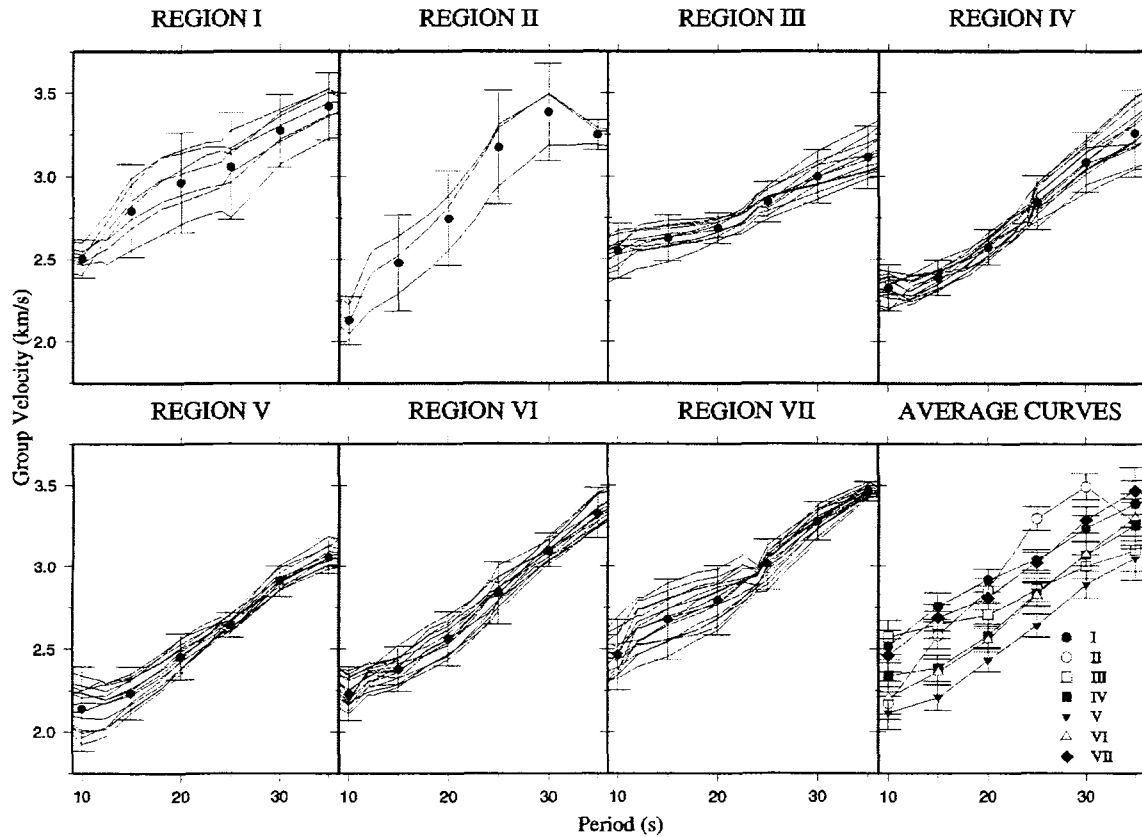 REGION I REGION II REGION III REGION IV
3.5
3.0
2.5
2.0
REGION V REGION VI REGION VII AVERAGE CURVES
Group Velocity (km/s)
3.5
3.0
2.5
2.0
I
II
III
IV
V
VI
VII
10 20 30 10 20 30 10 20 30 10 20 30
Period (s)